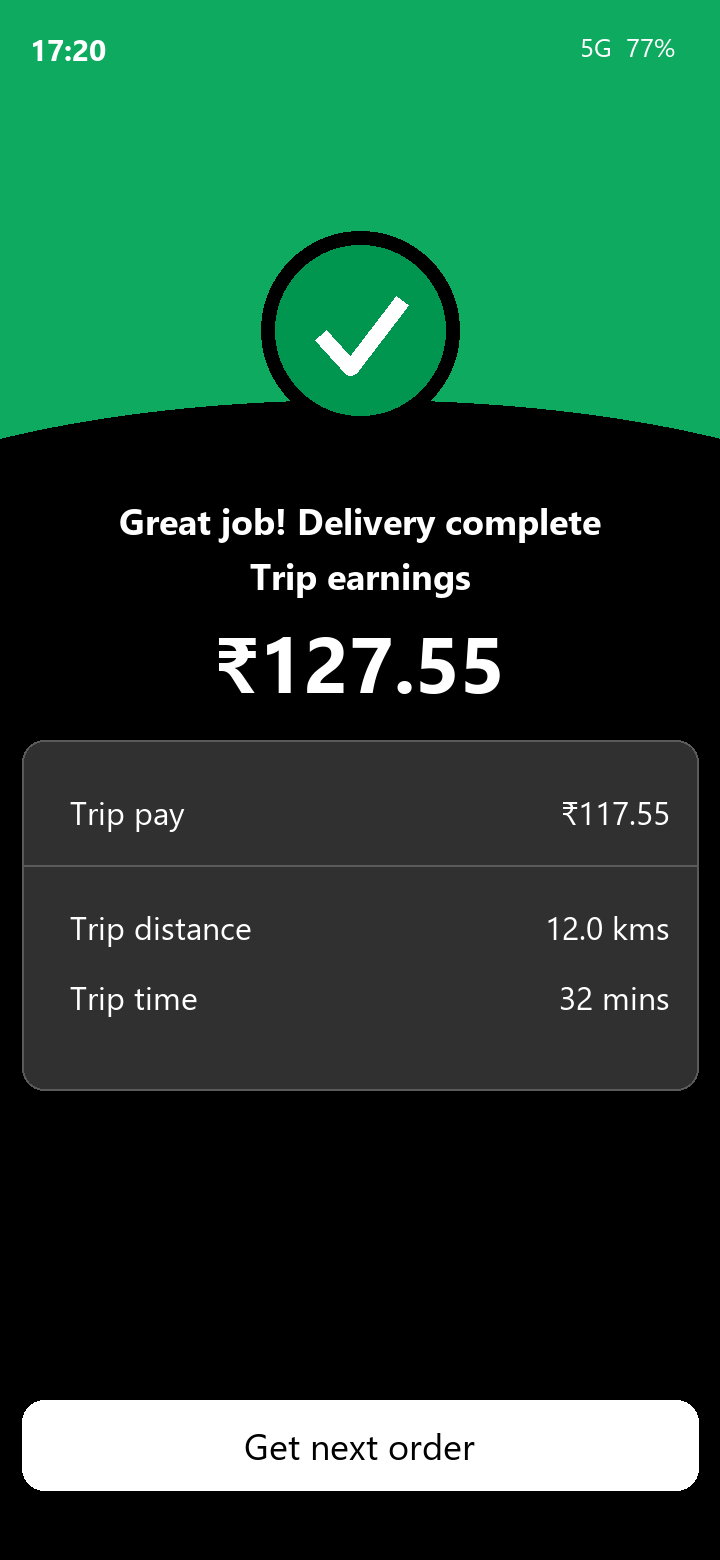 17:20 5G 77%
Great job! Delivery complete
Trip earnings
₹127.55
Trip pay ₹117.55
Trip distance 12.0 kms
Trip time 32 mins
Get next order